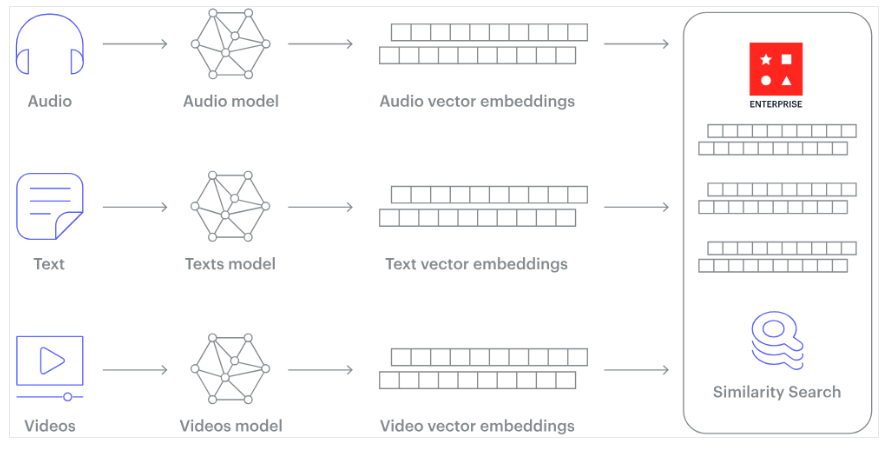 Audio
Audio model
Audio vector embeddings
ENTERPRISE
Text
Texts model
Text vector embeddings
Videos
Videos model
Video vector embeddings
Similarity Search